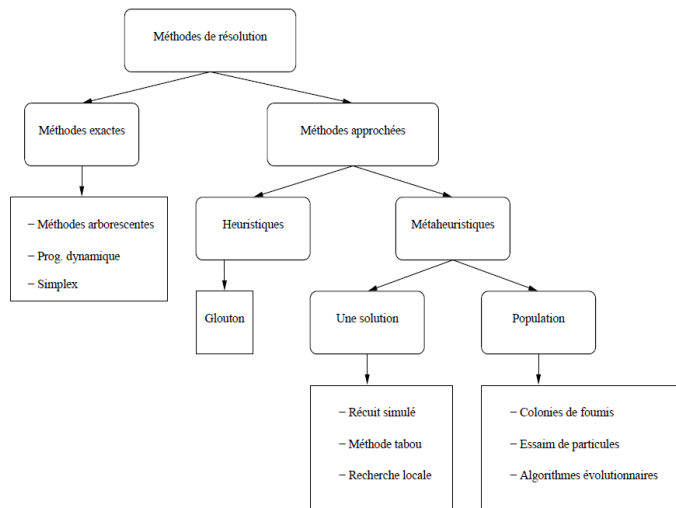 Méthodes de résolution
Méthodes exactes
Méthodes approchées
– Méthodes arborescentes
– Prog. dynamique
– Simplex
Heuristiques
Métaheuristiques
Glouton
Une solution
Population
– Récuit simulé
– Méthode tabou
– Recherche locale
– Colonies de foumis
– Essaim de particules
– Algorithmes évolutionnaires